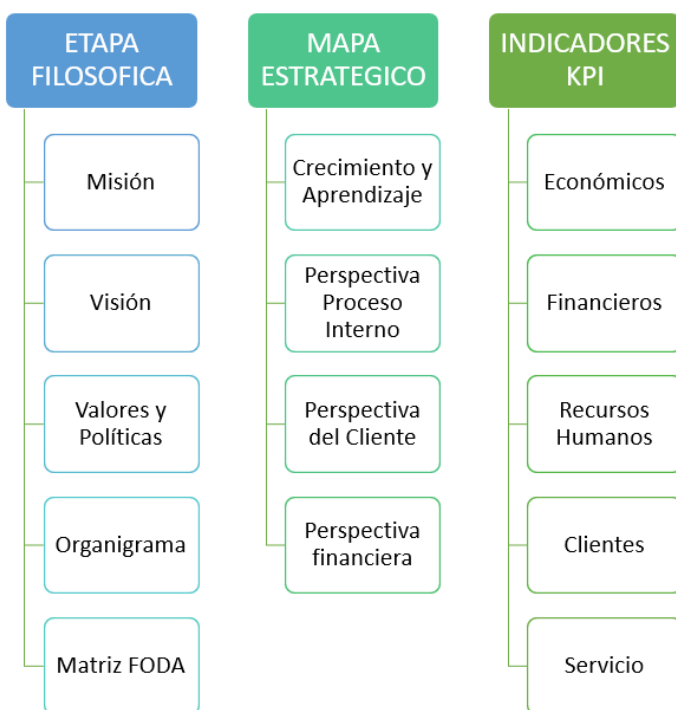 ETAPA
FILOSOFICA
Misión
Visión
Valores y
Políticas
Organigrama
Matriz FODA
MAPA
ESTRATEGICO
Crecimiento y
Aprendizaje
Perspectiva
Proceso
Interno
Perspectiva
del Cliente
Perspectiva
financiera
INDICADORES
KPI
Económicos
Financieros
Recursos
Humanos
Clientes
Servicio